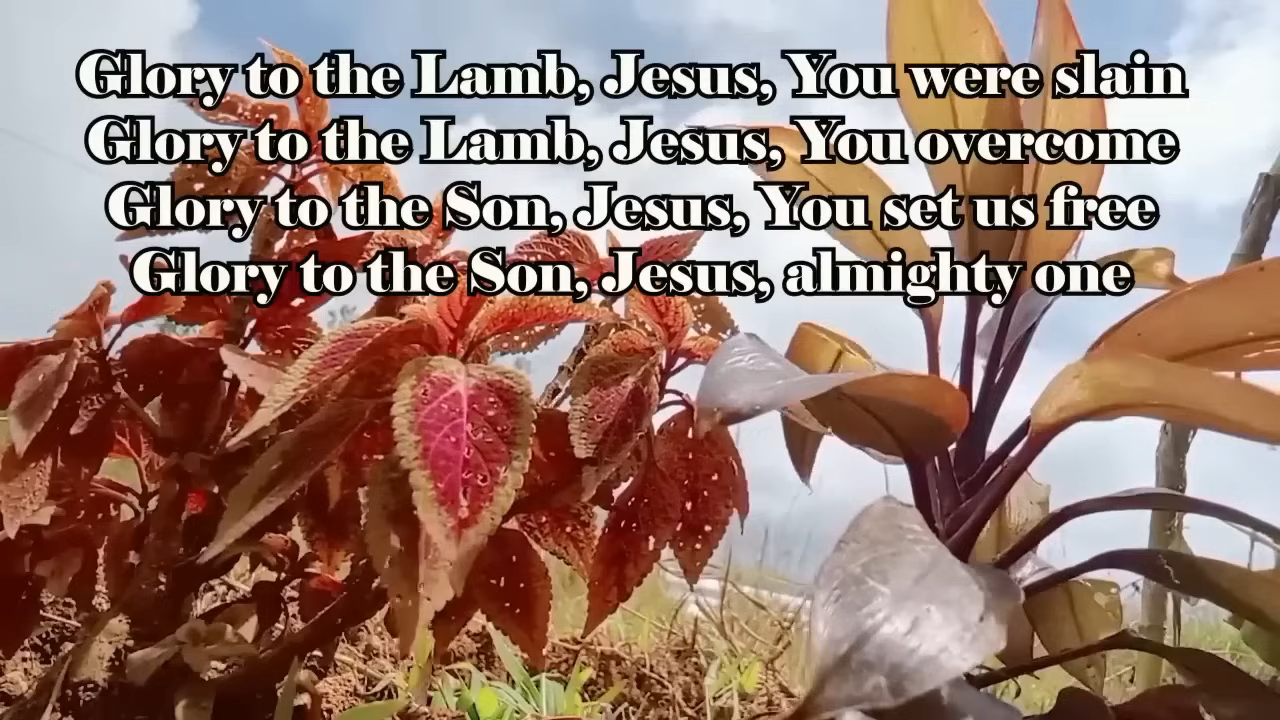 Glory to the Lamb, Jesus, You were slain
Glory to the Lamb, Jesus, You overcome
Glory to the Son, Jesus, You set us free
Glory to the Son, Jesus, almighty one